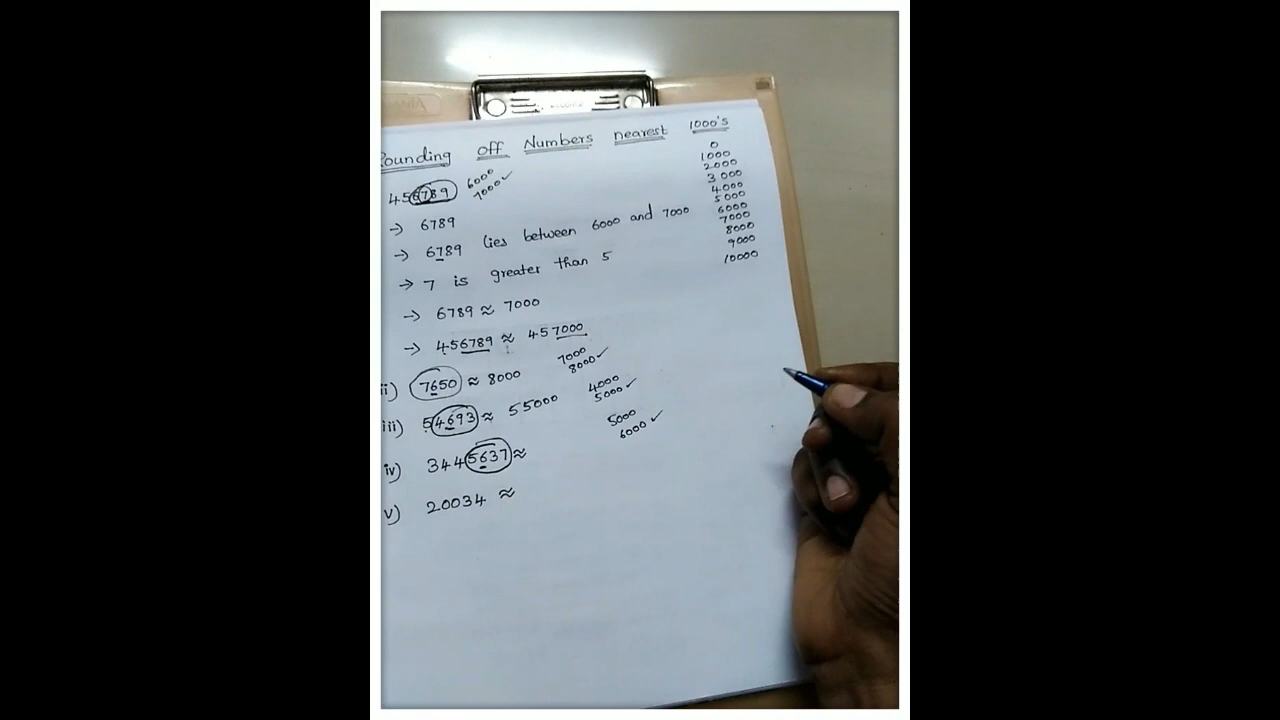 Rounding off Numbers nearest 1000's
456789 6000
7000 ✓
0
1000
2000
3000
4000
5000
6000
7000
8000
9000
10000
→ 6789
→ 6789 lies between 6000 and 7000
→ 7 is greater than 5
→ 6789 ≈ 7000
→ 456789 ≈ 457000
ii) 7650 ≈ 8000 7000
8000 ✓
iii) 54693 ≈ 55000 4000
5000 ✓
iv) 3445637 ≈ 5000
6000 ✓
v) 20034 ≈